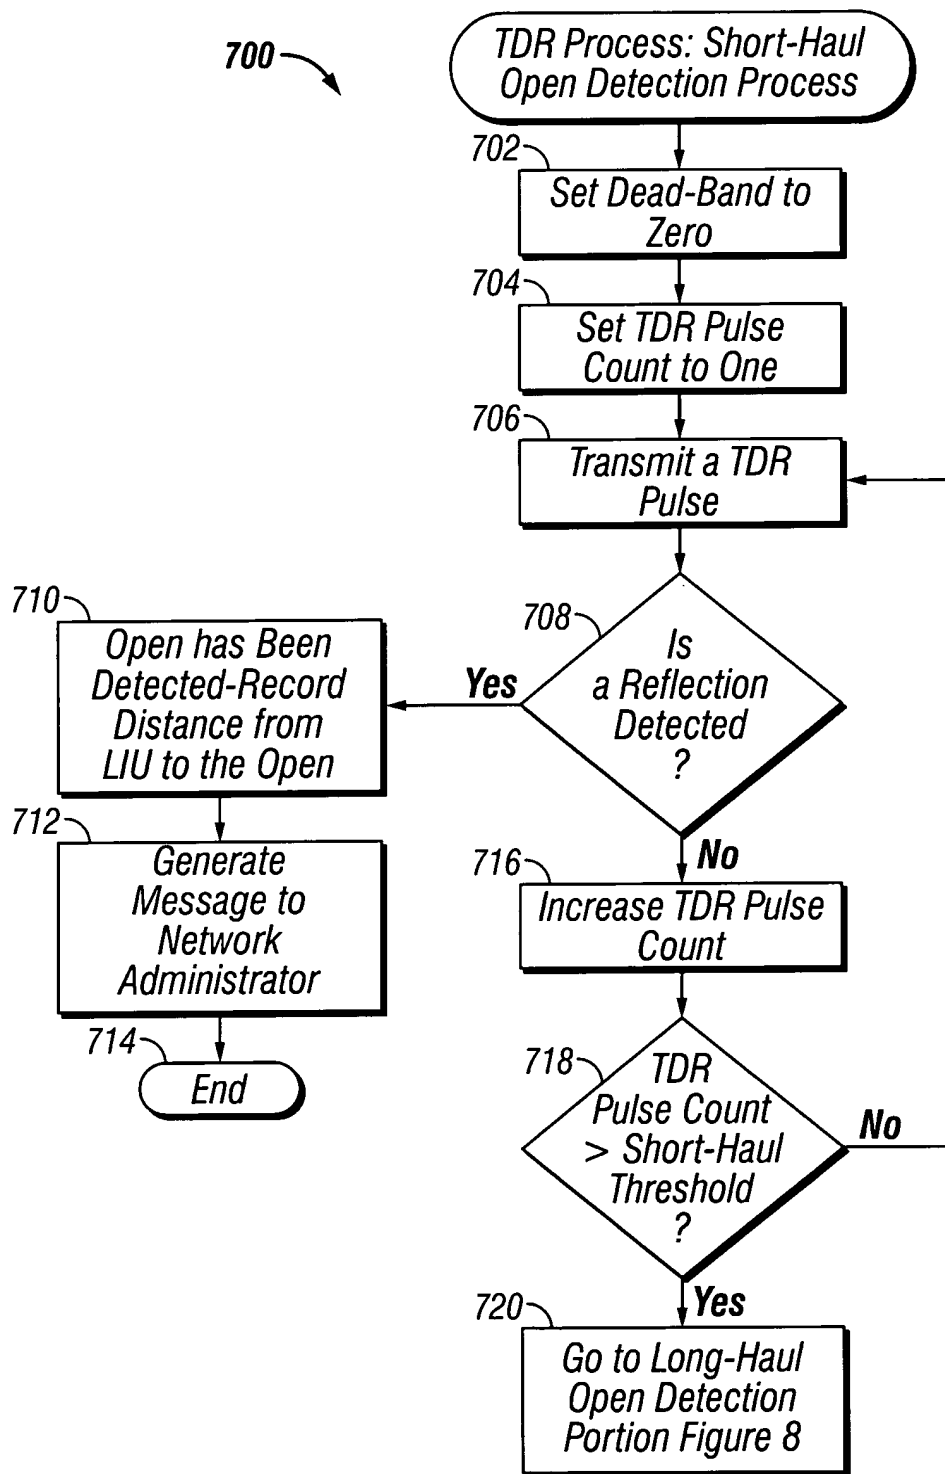 700
TDR Process: Short-Haul
Open Detection Process
702
Set Dead-Band to
Zero
704
Set TDR Pulse
Count to One
706
Transmit a TDR
Pulse
708
Is
a Reflection
Detected
?
Yes
710
Open has Been
Detected-Record
Distance from
LIU to the Open
712
Generate
Message to
Network
Administrator
714
End
No
716
Increase TDR Pulse
Count
718
TDR
Pulse Count
> Short-Haul
Threshold
?
No
Yes
720
Go to Long-Haul
Open Detection
Portion Figure 8